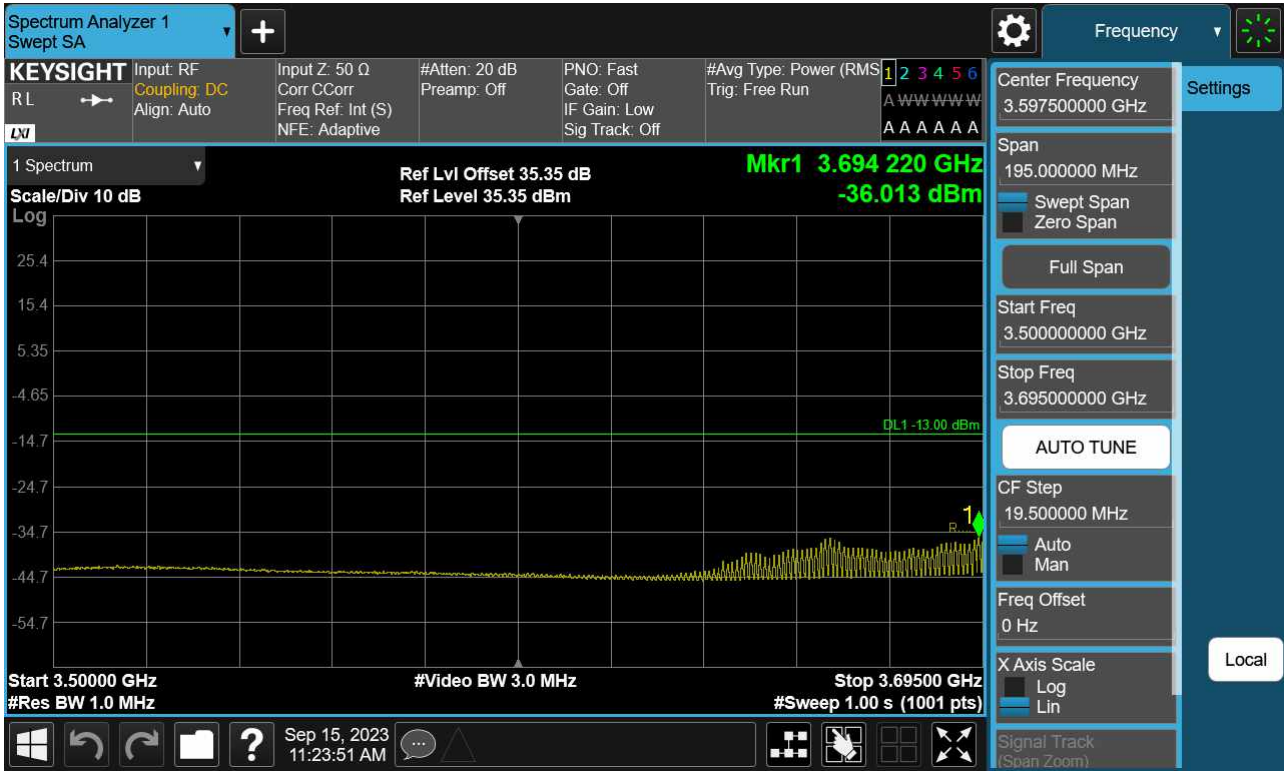 Spectrum Analyzer 1
Swept SA
Frequency
KEYSIGHT
R L
LXI
Input: RF
Coupling: DC
Align: Auto
Input Z: 50 Ω
Corr CCorr
Freq Ref: Int (S)
NFE: Adaptive
#Atten: 20 dB
Preamp: Off
PNO: Fast
Gate: Off
IF Gain: Low
Sig Track: Off
#Avg Type: Power (RMS
Trig: Free Run
1 2 3 4 5 6
A W W W W W
A A A A A A
1 Spectrum
Scale/Div 10 dB
Log
Ref Lvl Offset 35.35 dB
Ref Level 35.35 dBm
Mkr1 3.694 220 GHz
-36.013 dBm
25.4
15.4
5.35
-4.65
-14.7
-24.7
-34.7
-44.7
-54.7
DL1 -13.00 dBm
1
R...
Start 3.50000 GHz
#Video BW 3.0 MHz
Stop 3.69500 GHz
#Res BW 1.0 MHz
#Sweep 1.00 s (1001 pts)
Center Frequency
3.597500000 GHz
Settings
Span
195.000000 MHz
Swept Span
Zero Span
Full Span
Start Freq
3.500000000 GHz
Stop Freq
3.695000000 GHz
AUTO TUNE
CF Step
19.500000 MHz
Auto
Man
Freq Offset
0 Hz
X Axis Scale
Log
Lin
Local
Signal Track
(Span Zoom)
?
Sep 15, 2023
11:23:51 AM